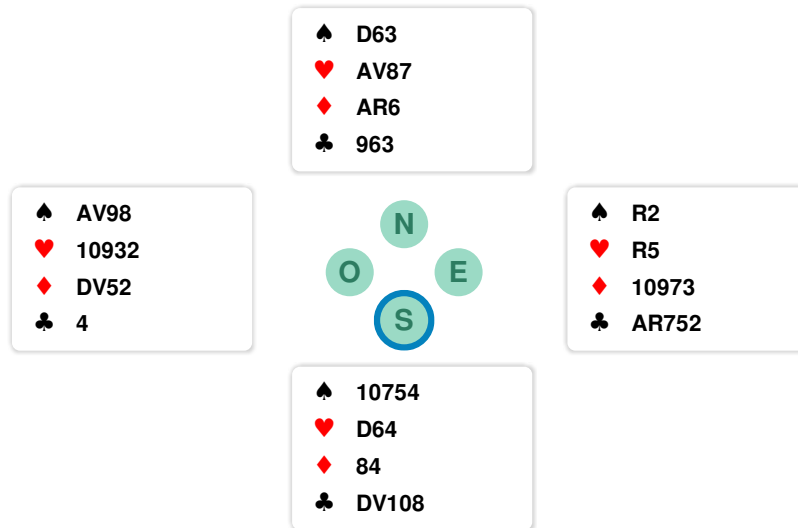 ♠ D63
♥ AV87
♦ AR6
♣ 963
♠ AV98
♥ 10932
♦ DV52
♣ 4
N
O E
S
♠ R2
♥ R5
♦ 10973
♣ AR752
♠ 10754
♥ D64
♦ 84
♣ DV108